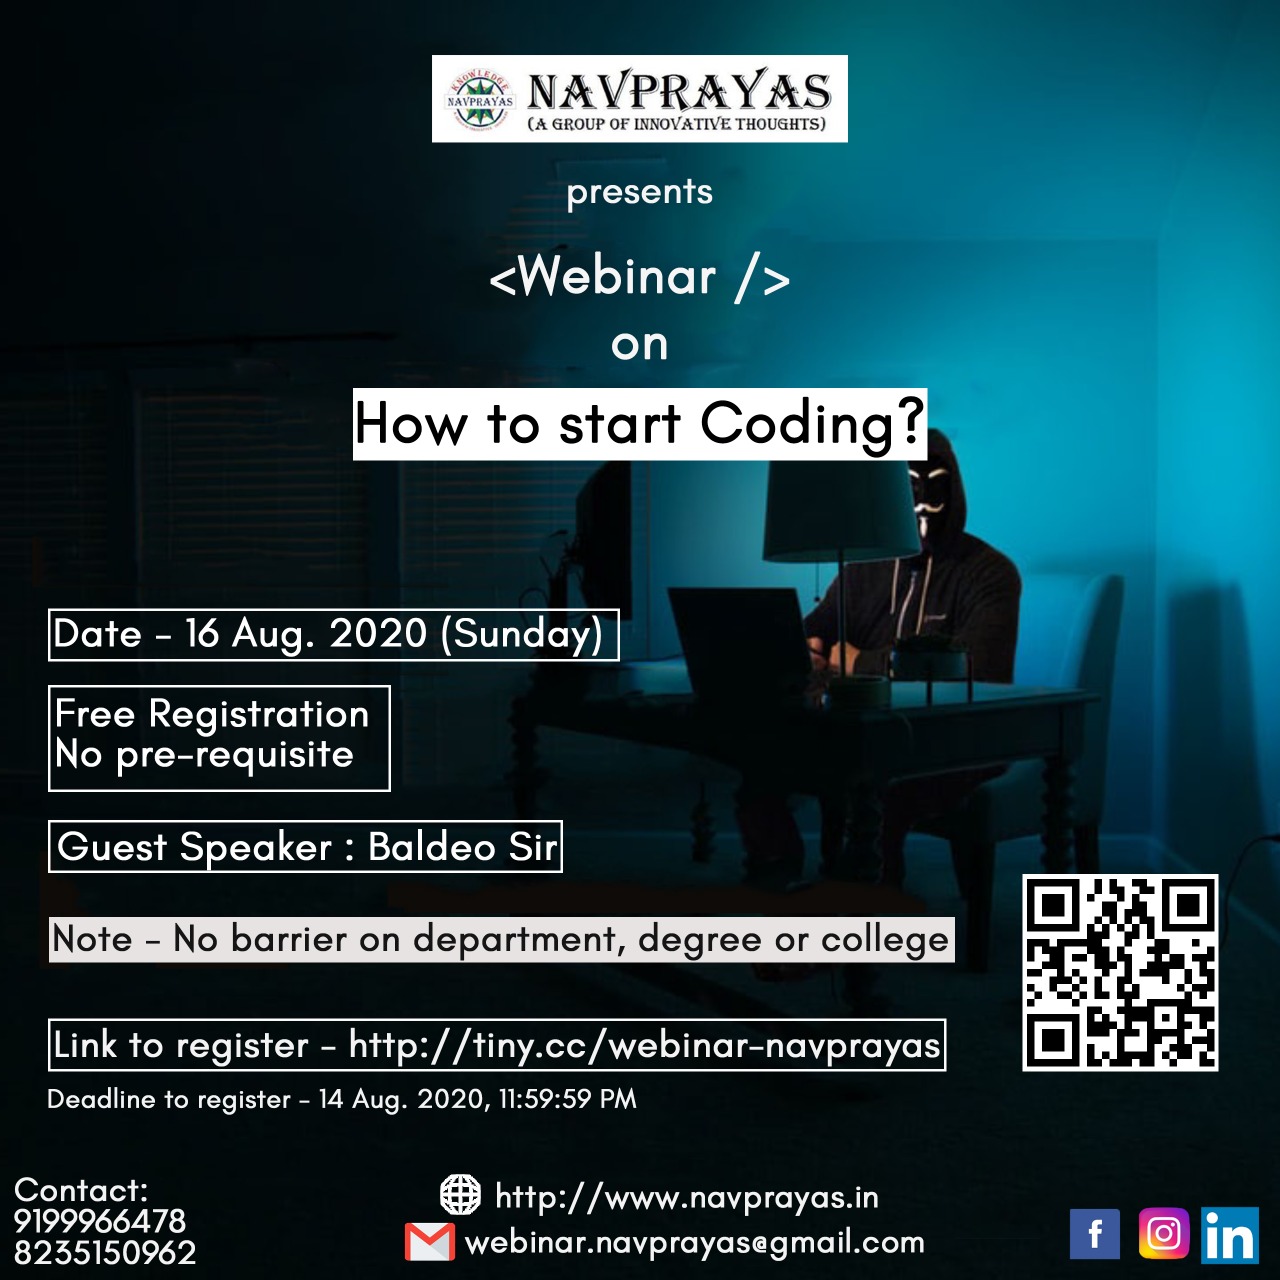 KNOWLEDGE
NAVPRAYAS
NAVPRAYAS
(A GROUP OF INNOVATIVE THOUGHTS)
presents
<Webinar />
on
How to start Coding?
Date - 16 Aug. 2020 (Sunday)
Free Registration
No pre-requisite
Guest Speaker : Baldeo Sir
Note - No barrier on department, degree or college
Link to register - http://tiny.cc/webinar-navprayas
Deadline to register - 14 Aug. 2020, 11:59:59 PM
Contact:
9199966478
8235150962
http://www.navprayas.in
webinar.navprayas@gmail.com
f
in